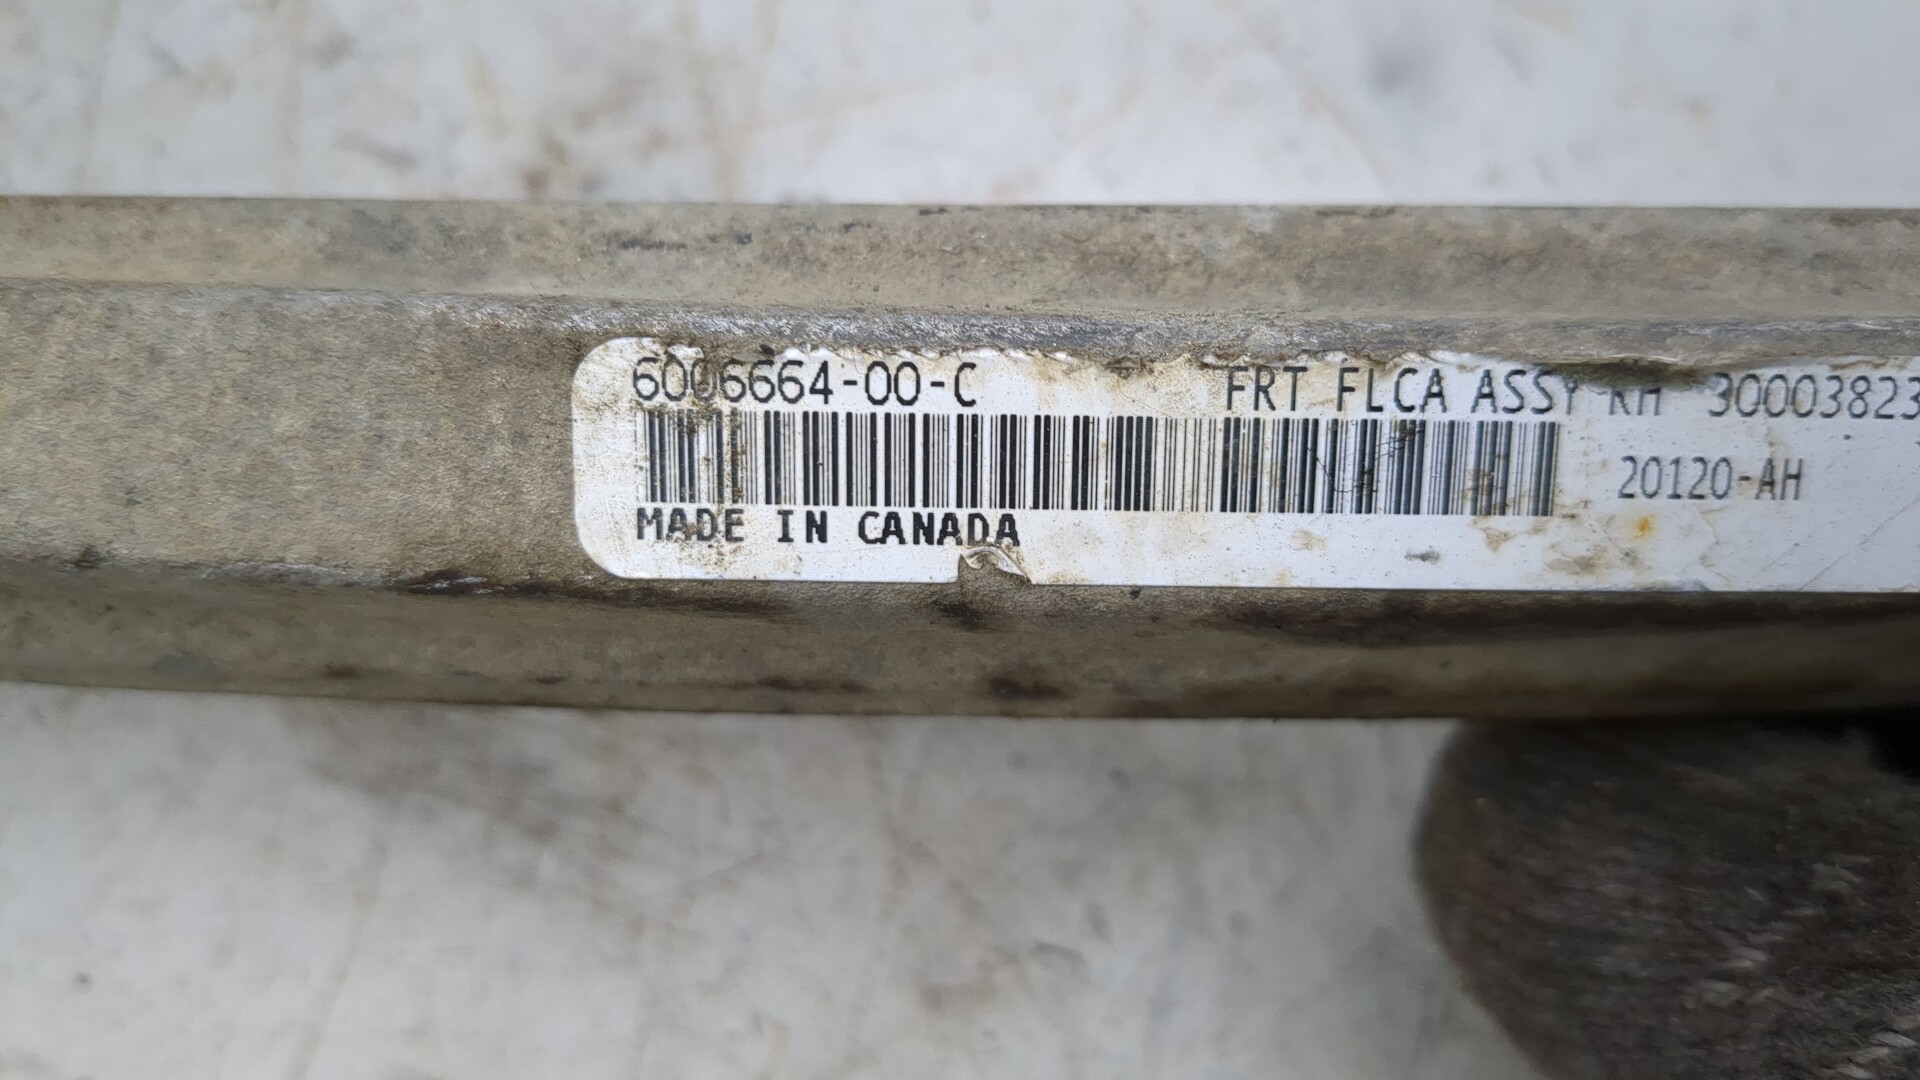 6006664-00-C FRT FLCA ASSY RH 30003823
20120-AH
MADE IN CANADA